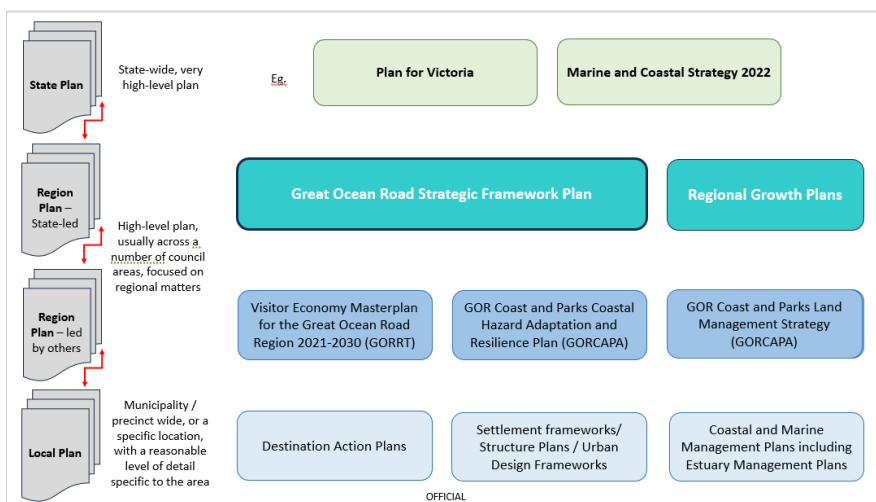 State Plan
State-wide, very
high-level plan
Eg.
Plan for Victoria
Marine and Coastal Strategy 2022
Region
Plan –
State-led
Great Ocean Road Strategic Framework Plan
Regional Growth Plans
High-level plan,
usually across a
number of council
areas, focused on
regional matters
Region
Plan – led
by others
Visitor Economy Masterplan
for the Great Ocean Road
Region 2021-2030 (GORRT)
GOR Coast and Parks Coastal
Hazard Adaptation and
Resilience Plan (GORCAPA)
GOR Coast and Parks Land
Management Strategy
(GORCAPA)
Local Plan
Municipality /
precinct wide, or a
specific location,
with a reasonable
level of detail
specific to the area
Destination Action Plans
Settlement frameworks/
Structure Plans / Urban
Design Frameworks
Coastal and Marine
Management Plans including
Estuary Management Plans
OFFICIAL